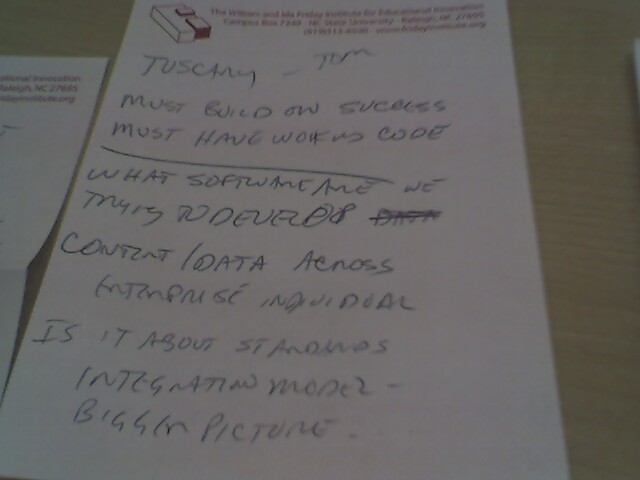 The William and Ida Friday Institute for Educational Innovation
Campus Box 7249 · NC State University · Raleigh, NC 27695
(919)513-8500 · www.fridayinstitute.org
ational Innovation
Raleigh, NC 27695
ridayinstitute.org
TUSCANY - TOM
MUST BUILD ON SUCCESS
MUST HAVE WORKING CODE
WHAT SOFTWARE ARE WE
TRYING TO DEVELOP DATA
CONTENT / DATA ACROSS
ENTERPRISE INDIVIDUAL
IS IT ABOUT STANDARDS
INTEGRATION MODEL -
BIGGER PICTURE.